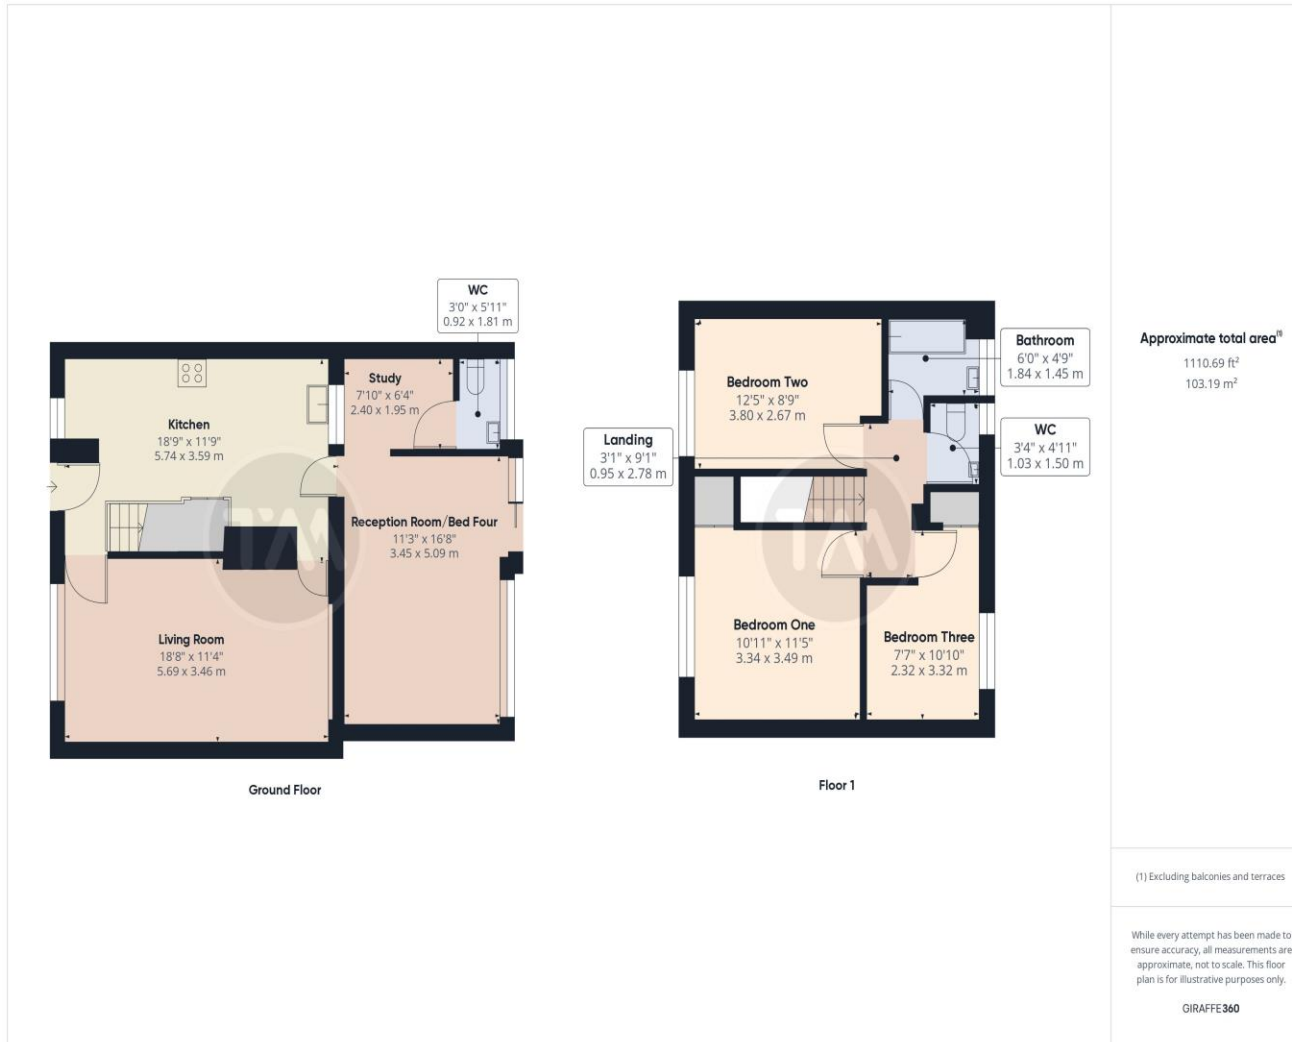 WC
3'0" x 5'11"
0.92 x 1.81 m
Study
7'10" x 6'4"
2.40 x 1.95 m
Kitchen
18'9" x 11'9"
5.74 x 3.59 m
Reception Room/Bed Four
11'3" x 16'8"
3.45 x 5.09 m
Living Room
18'8" x 11'4"
5.69 x 3.46 m
Ground Floor
Bathroom
6'0" x 4'9"
1.84 x 1.45 m
Bedroom Two
12'5" x 8'9"
3.80 x 2.67 m
Landing
3'1" x 9'1"
0.95 x 2.78 m
WC
3'4" x 4'11"
1.03 x 1.50 m
Bedroom One
10'11" x 11'5"
3.34 x 3.49 m
Bedroom Three
7'7" x 10'10"
2.32 x 3.32 m
Floor 1
Approximate total area(1)
1110.69 ft²
103.19 m²
(1) Excluding balconies and terraces
While every attempt has been made to
ensure accuracy, all measurements are
approximate, not to scale. This floor
plan is for illustrative purposes only.
GIRAFFE360